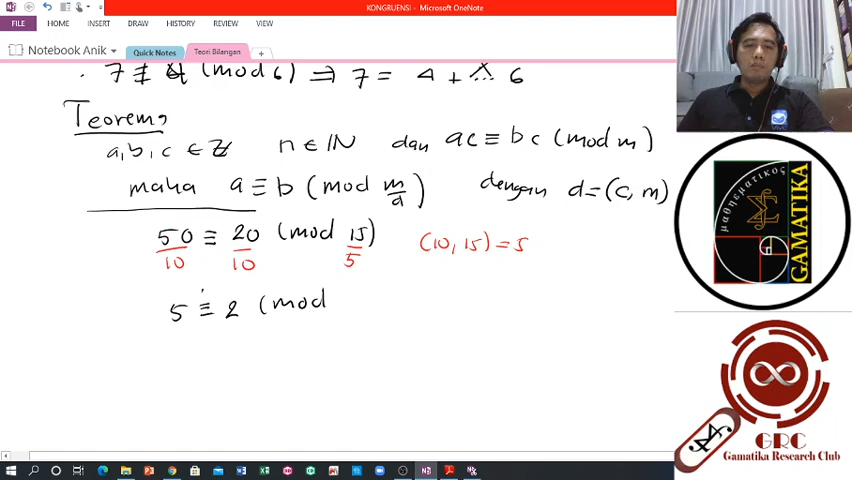 KONGRUENSI - Microsoft OneNote
FILE HOME INSERT DRAW HISTORY REVIEW VIEW
Notebook Anik Quick Notes Teori Bilangan +
7 ≢ 4 (mod 6) ⇒ 7 = 4 + ... 6
Teorema
a, b, c ∈ Z n ∈ IN dan ac ≡ bc (mod m)
maka a ≡ b (mod m/d) dengan d = (c, m)
50/10 ≡ 20/10 (mod 15/5) (10, 15) = 5
5 ≡ 2 (mod
μαθηματικος
GAMATIKA
GRC
Gamatika Research Club